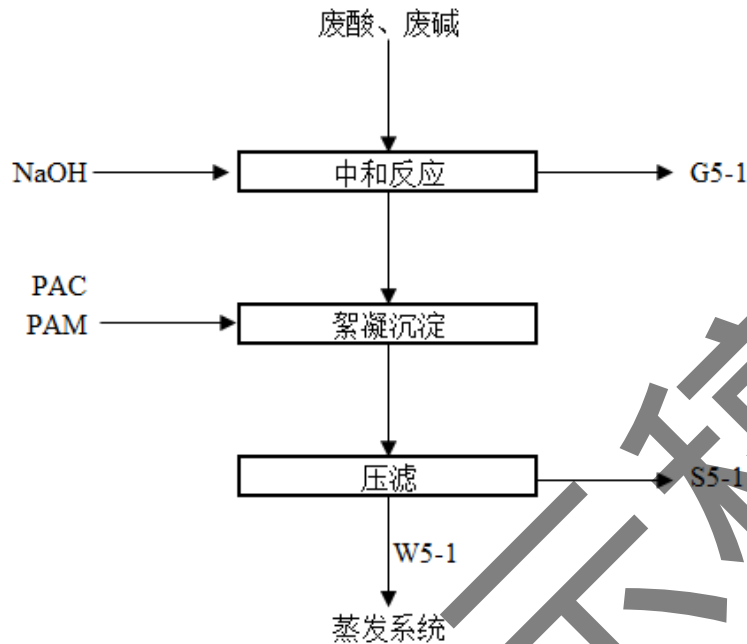 废酸、废碱
NaOH
中和反应
G5-1
PAC
PAM
絮凝沉淀
压滤
S5-1
W5-1
蒸发系统